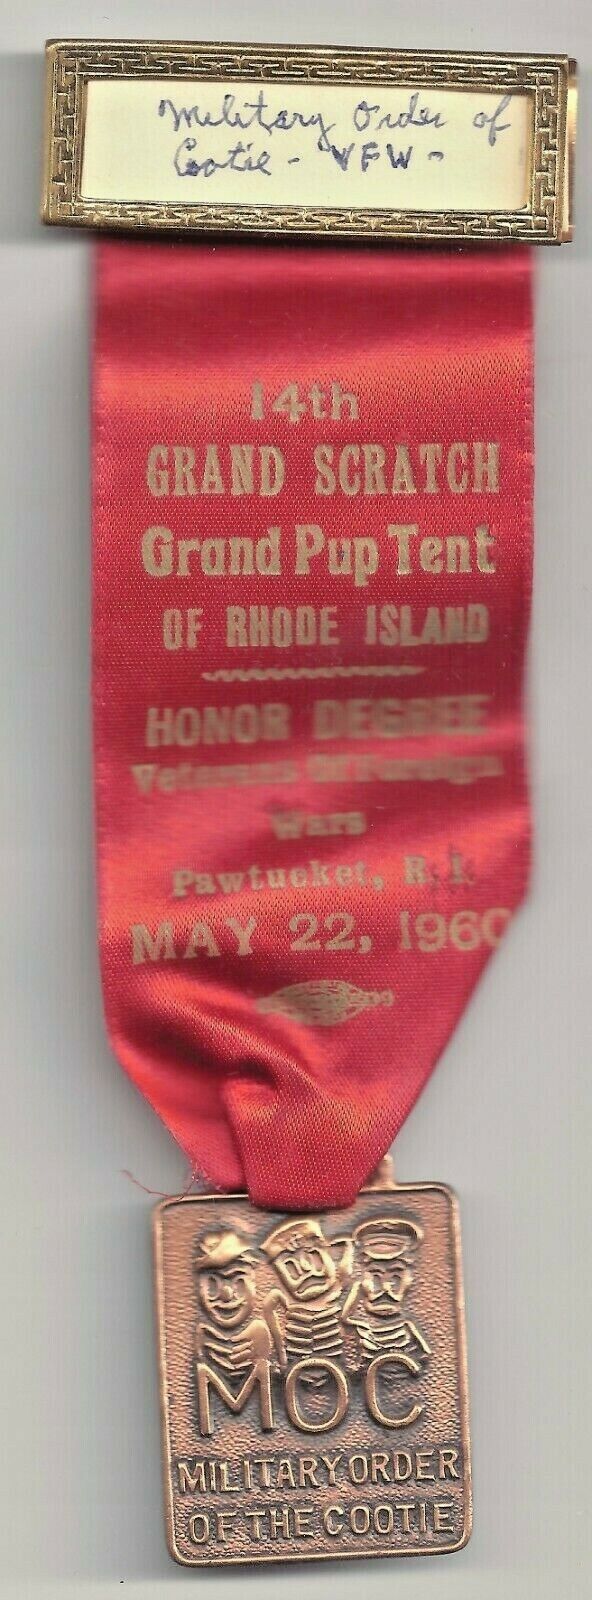 Military Order of
Cootie - VFW -
14th
GRAND SCRATCH
Grand Pup Tent
OF RHODE ISLAND
HONOR DEGREE
Veterans Of Foreign
Wars
Pawtucket, R. I.
MAY 22, 1960
MOC
MILITARY ORDER
OF THE COOTIE